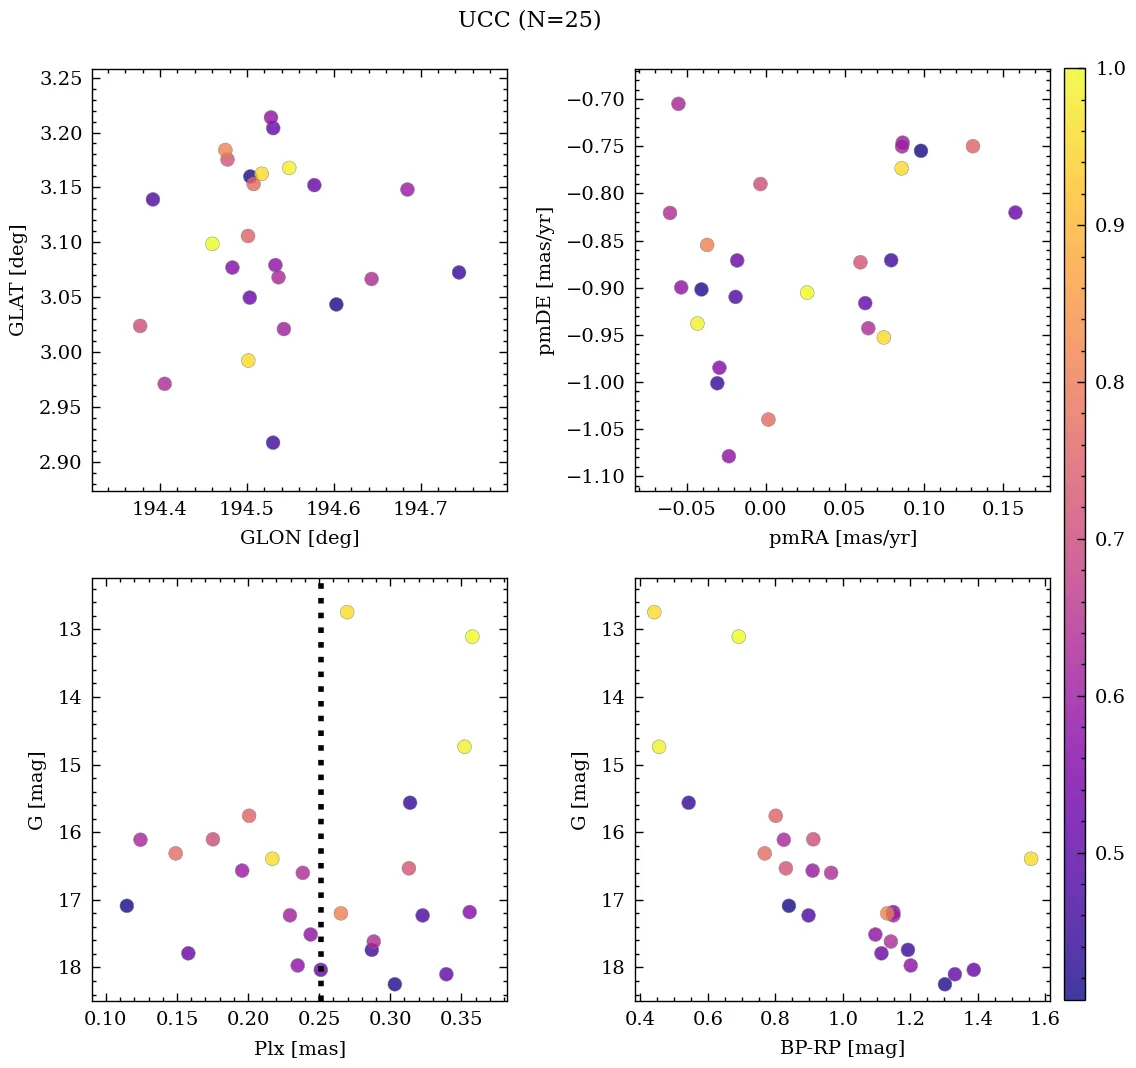 UCC (N=25)
3.25
3.20
3.15
3.10
3.05
3.00
2.95
2.90
GLAT [deg]
194.4 194.5 194.6 194.7
GLON [deg]
−0.70
−0.75
−0.80
−0.85
−0.90
−0.95
−1.00
−1.05
−1.10
pmDE [mas/yr]
−0.05 0.00 0.05 0.10 0.15
pmRA [mas/yr]
13
14
15
16
17
18
G [mag]
0.10 0.15 0.20 0.25 0.30 0.35
Plx [mas]
13
14
15
16
17
18
G [mag]
0.4 0.6 0.8 1.0 1.2 1.4 1.6
BP-RP [mag]
1.0
0.9
0.8
0.7
0.6
0.5